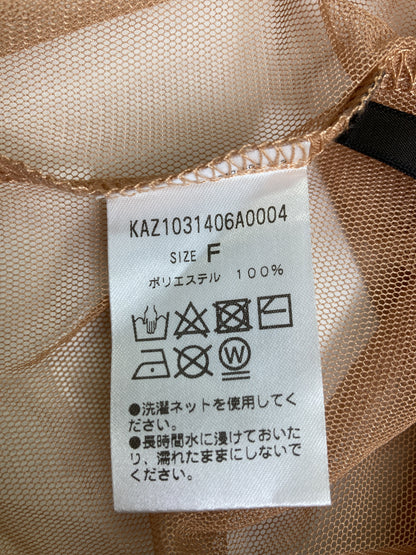 KAZ1031406A0004
SIZE F
ポリエステル 100%
W
●洗濯ネットを使用してく
ださい。
●長時間水に浸けておいた
り、濡れたままにしないで
ください。